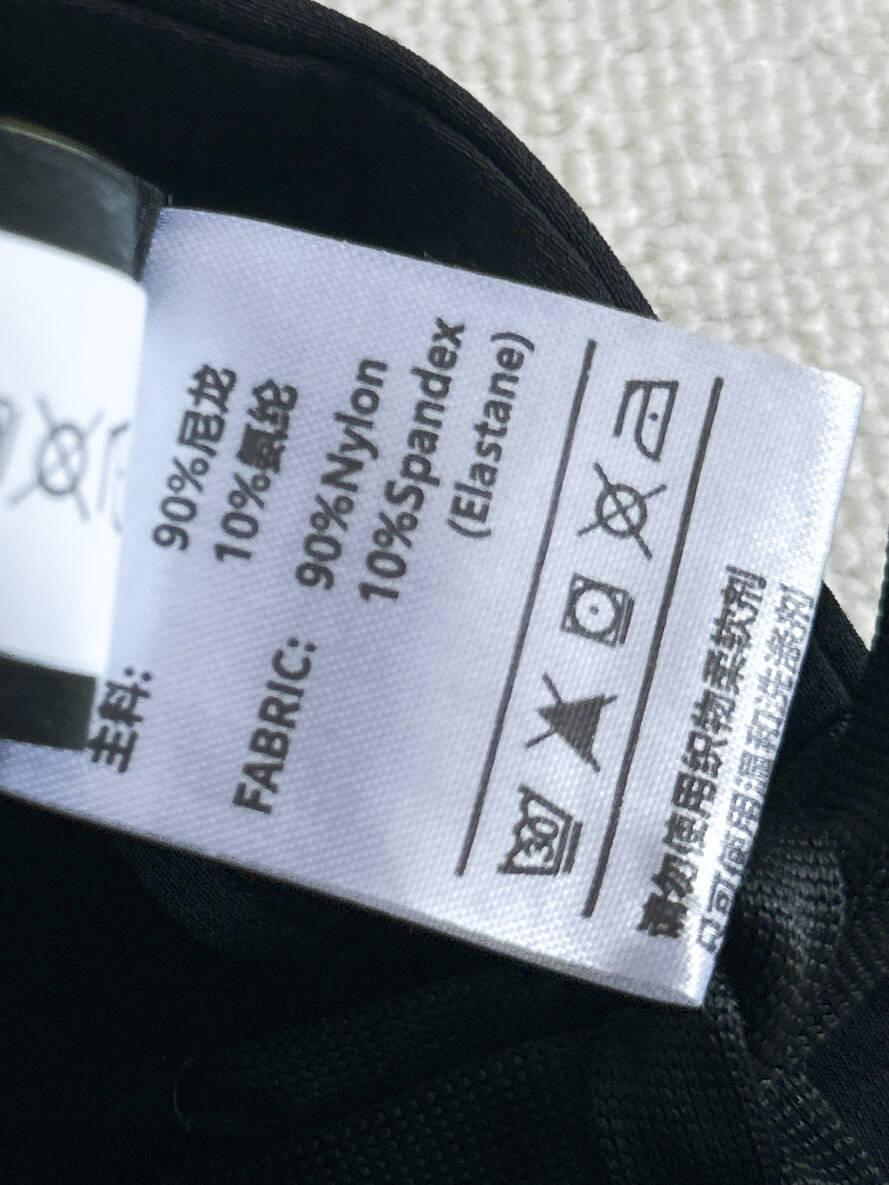 主料:
90%尼龙
10%氨纶
FABRIC:
90%Nylon
10%Spandex
(Elastane)
30
请勿使用织物柔软剂
只可使用温和洗涤剂